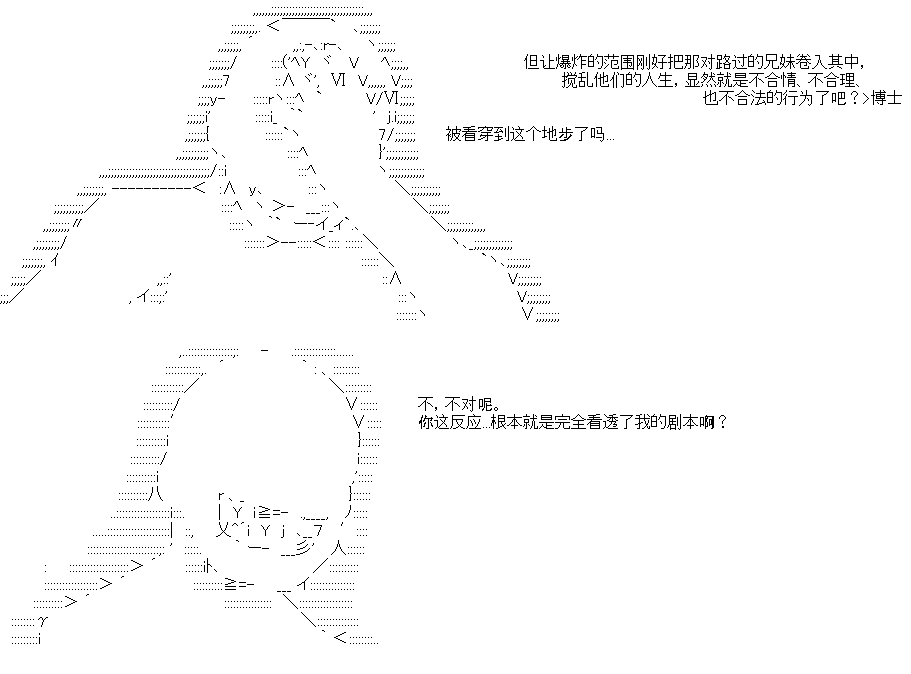 但让爆炸的范围刚好把那对路过的兄妹卷入其中，
搅乱他们的人生，显然就是不合情、不合理、
也不合法的行为了吧？>博士
被看穿到这个地步了吗...
不，不对呢。
你这反应...根本就是完全看透了我的剧本啊？